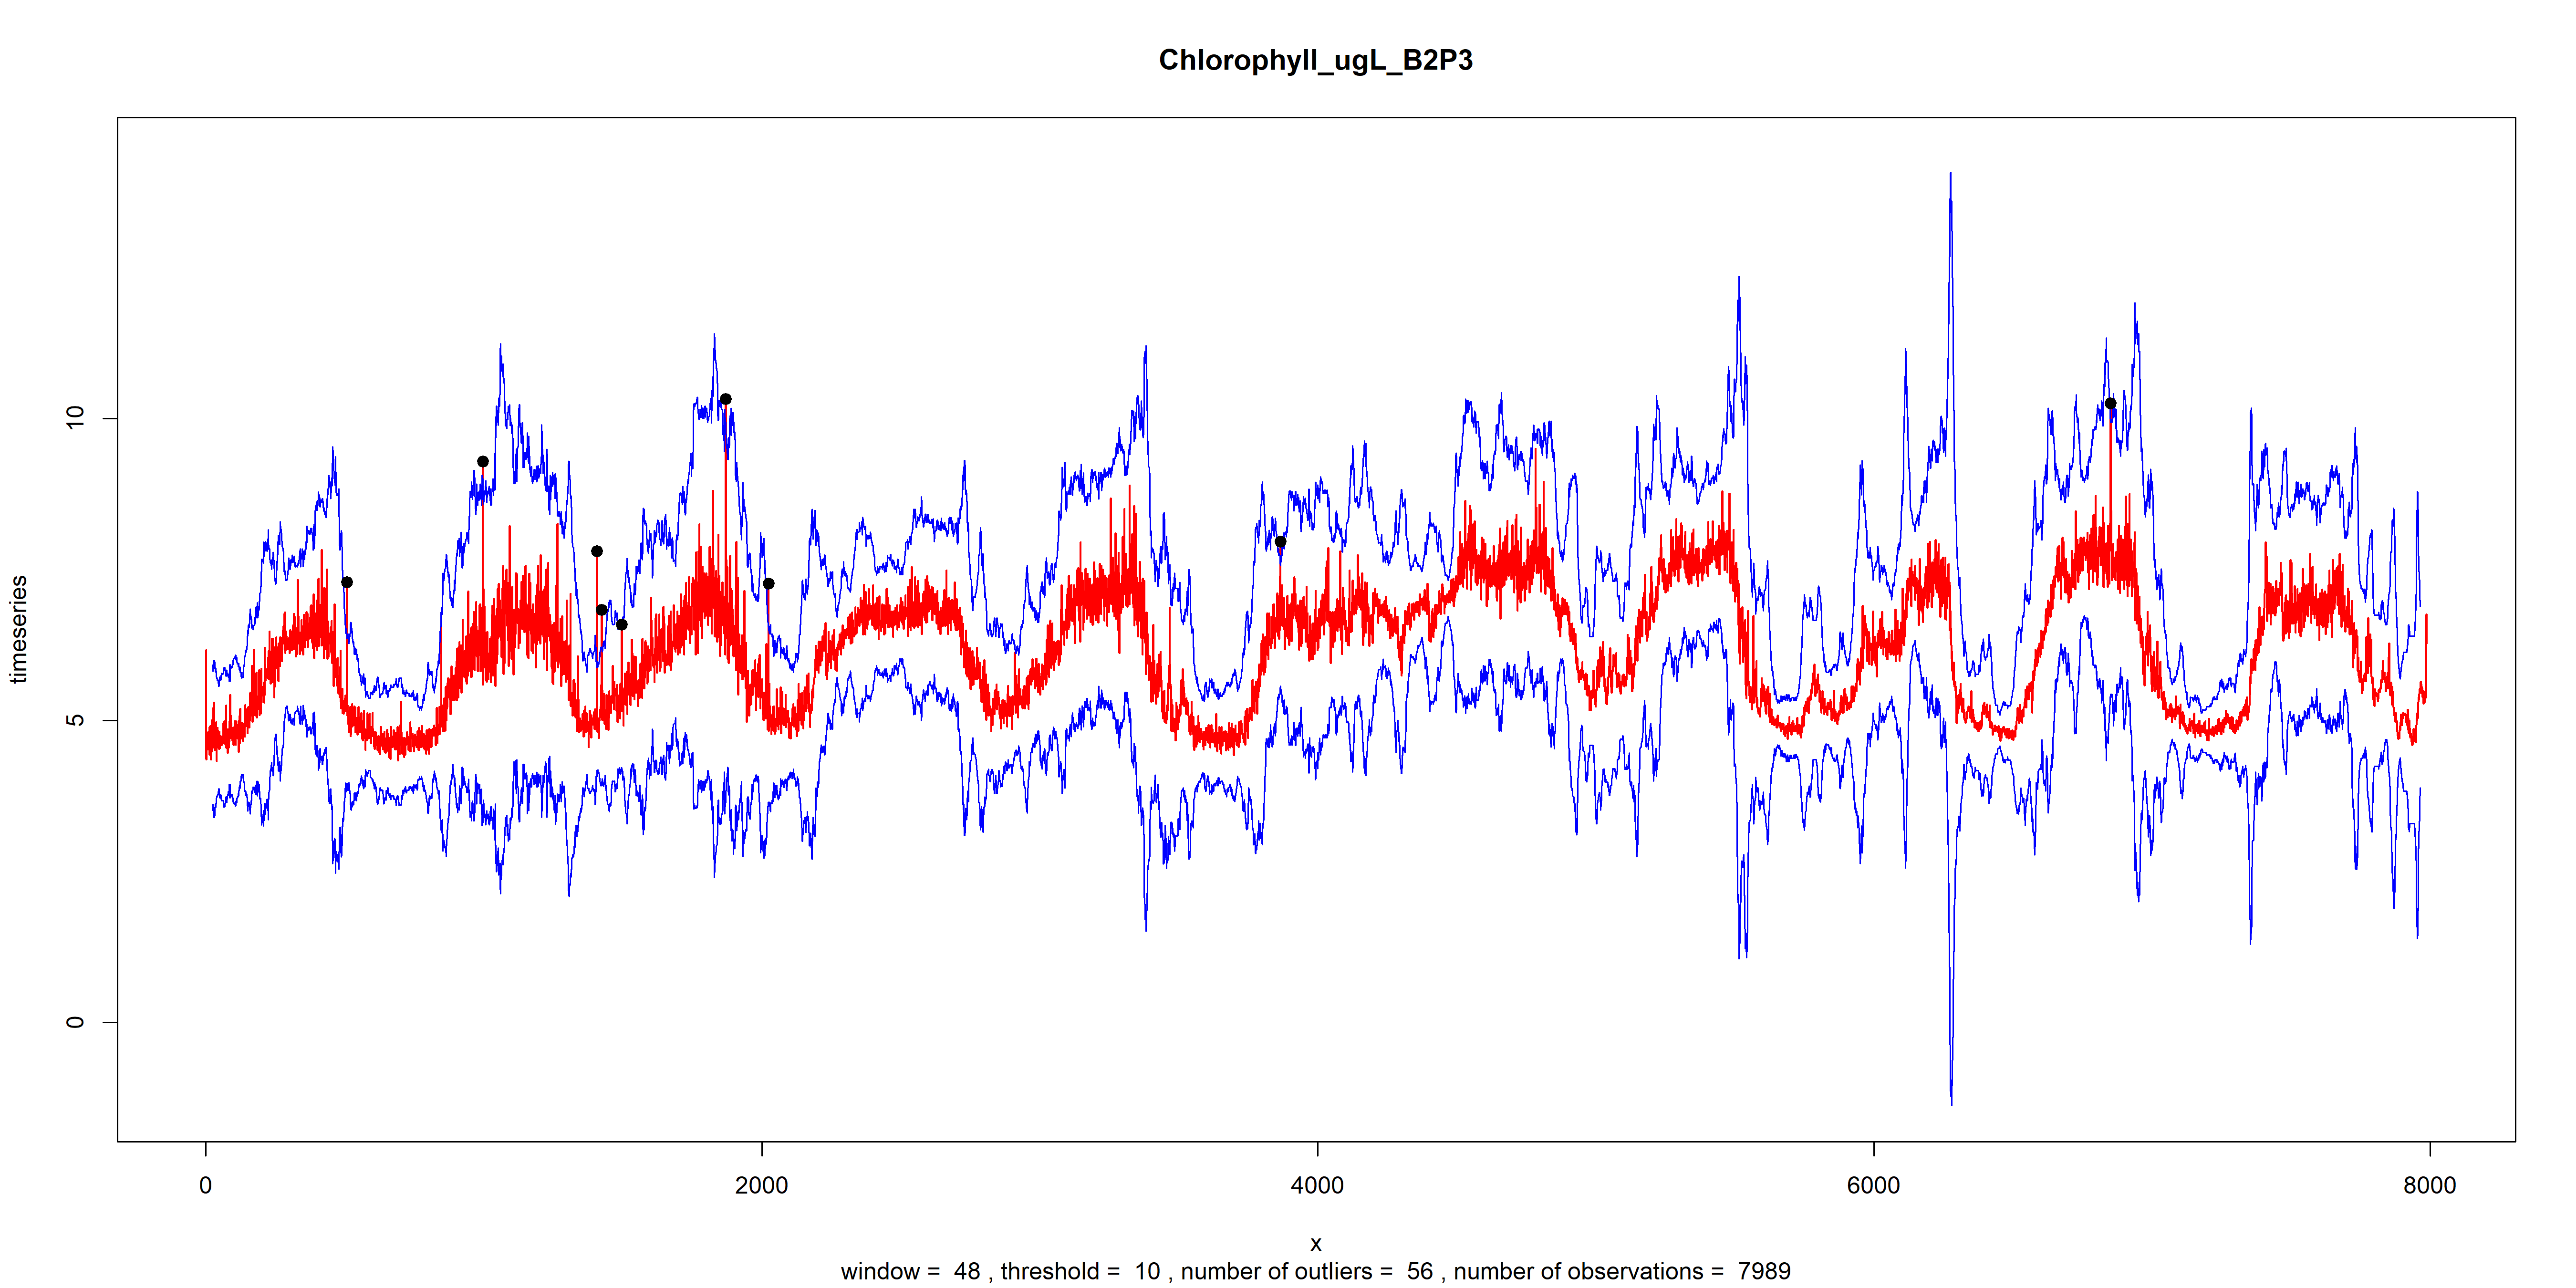 Chlorophyll_ugL_B2P3
timeseries
10
5
0
0 2000 4000 6000 8000
x
window = 48 , threshold = 10 , number of outliers = 56 , number of observations = 7989